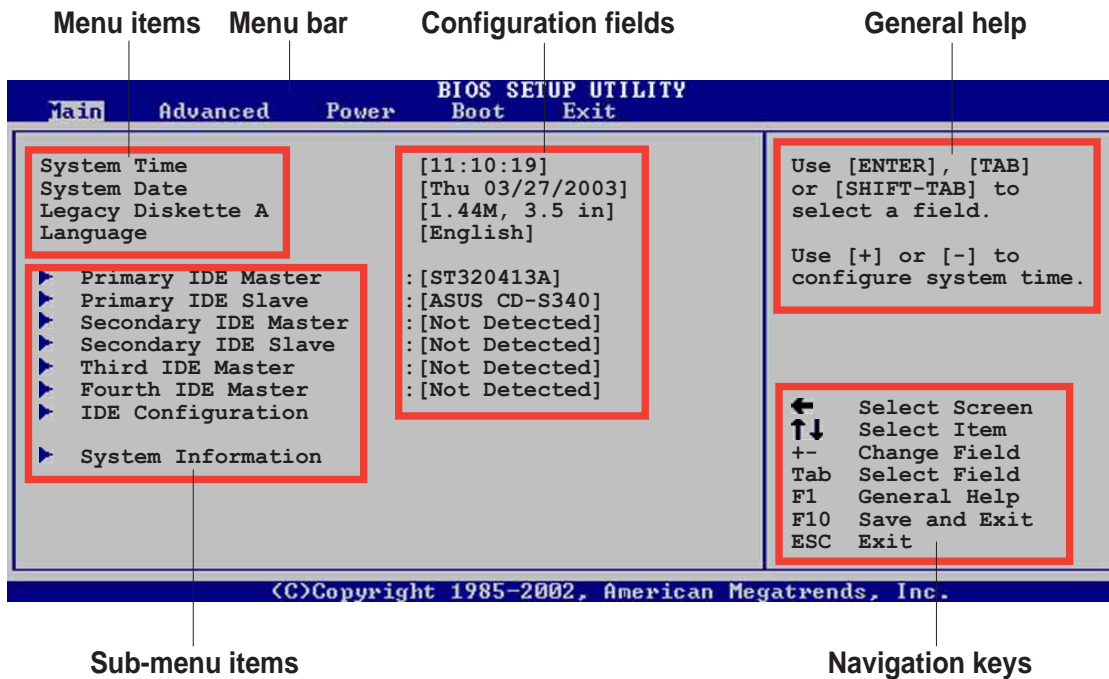 Menu items Menu bar Configuration fields General help
BIOS SETUP UTILITY
Main Advanced Power Boot Exit
System Time [11:10:19]
System Date [Thu 03/27/2003]
Legacy Diskette A [1.44M, 3.5 in]
Language [English]
Primary IDE Master :[ST320413A]
Primary IDE Slave :[ASUS CD-S340]
Secondary IDE Master :[Not Detected]
Secondary IDE Slave :[Not Detected]
Third IDE Master :[Not Detected]
Fourth IDE Master :[Not Detected]
IDE Configuration
System Information
Use [ENTER], [TAB]
or [SHIFT-TAB] to
select a field.
Use [+] or [-] to
configure system time.
← Select Screen
↑↓ Select Item
+- Change Field
Tab Select Field
F1 General Help
F10 Save and Exit
ESC Exit
(C)Copyright 1985-2002, American Megatrends, Inc.
Sub-menu items Navigation keys